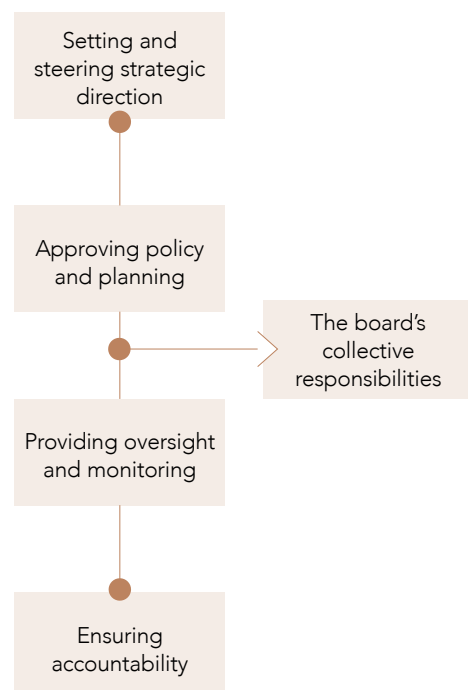 Setting and
steering strategic
direction
Approving policy
and planning
The board’s
collective
responsibilities
Providing oversight
and monitoring
Ensuring
accountability